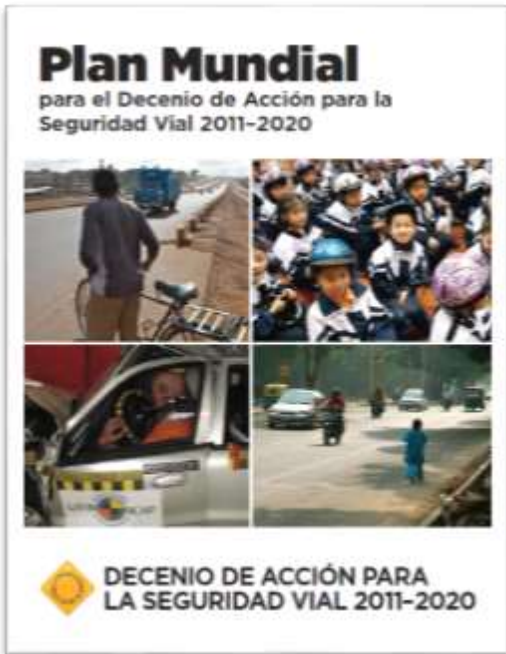 Plan Mundial
para el Decenio de Acción para la
Seguridad Vial 2011–2020
DECENIO DE ACCIÓN PARA
LA SEGURIDAD VIAL 2011–2020